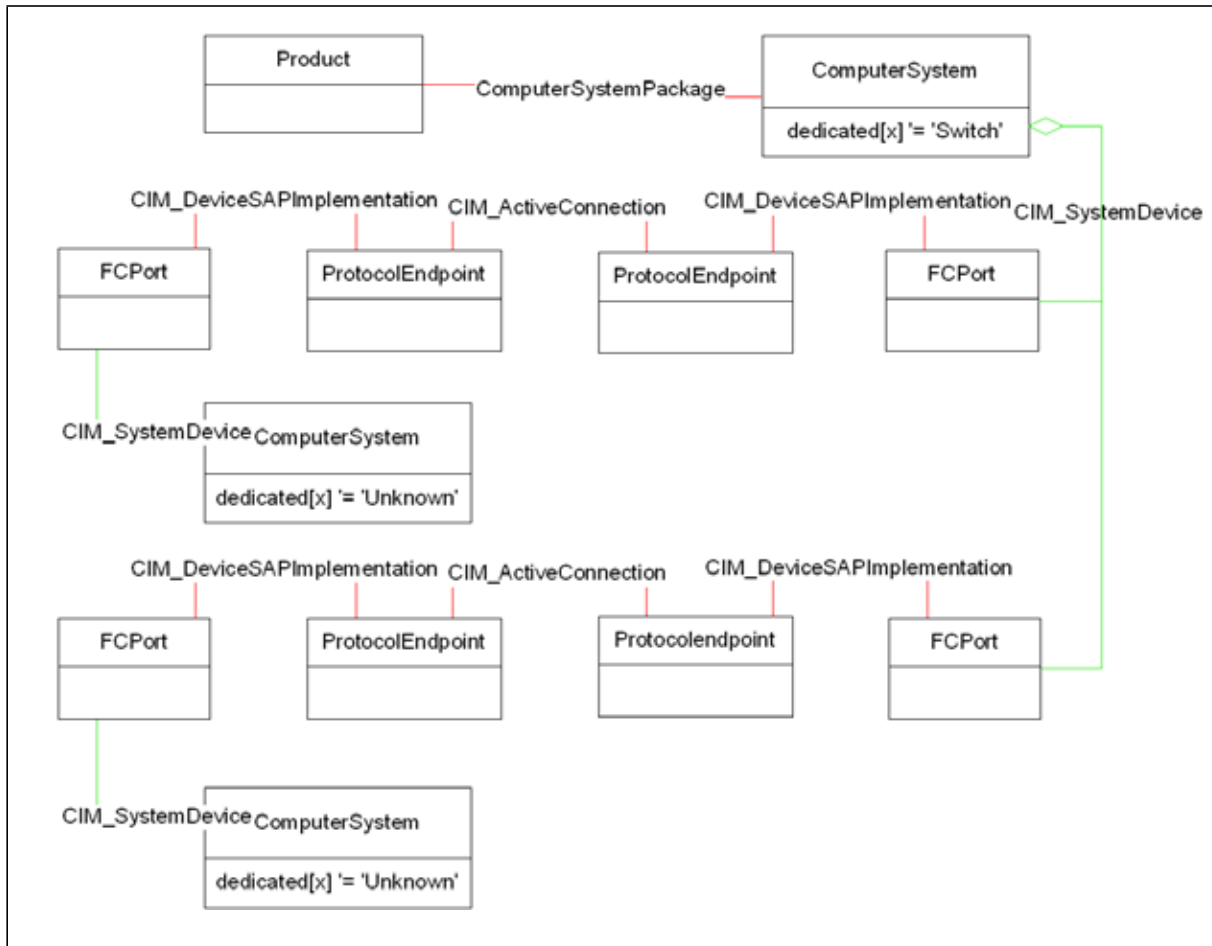 Product
ComputerSystem
ComputerSystemPackage
dedicated[x] '= 'Switch'
CIM_DeviceSAPImplementation
CIM_ActiveConnection
CIM_DeviceSAPImplementation
CIM_SystemDevice
FCPort
ProtocolEndpoint
ProtocolEndpoint
FCPort
CIM_SystemDevice
ComputerSystem
dedicated[x] '= 'Unknown'
CIM_DeviceSAPImplementation
CIM_ActiveConnection
CIM_DeviceSAPImplementation
FCPort
ProtocolEndpoint
Protocolendpoint
FCPort
CIM_SystemDevice
ComputerSystem
dedicated[x] '= 'Unknown'